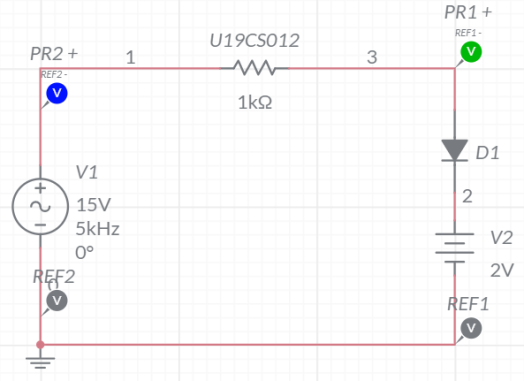 PR1 +
REF1 -
V
U19CS012
PR2 +
REF2 -
V
1
3
1kΩ
D1
V1
+
15V
5kHz
0°
2
V2
2V
REF2
0
V
REF1
V